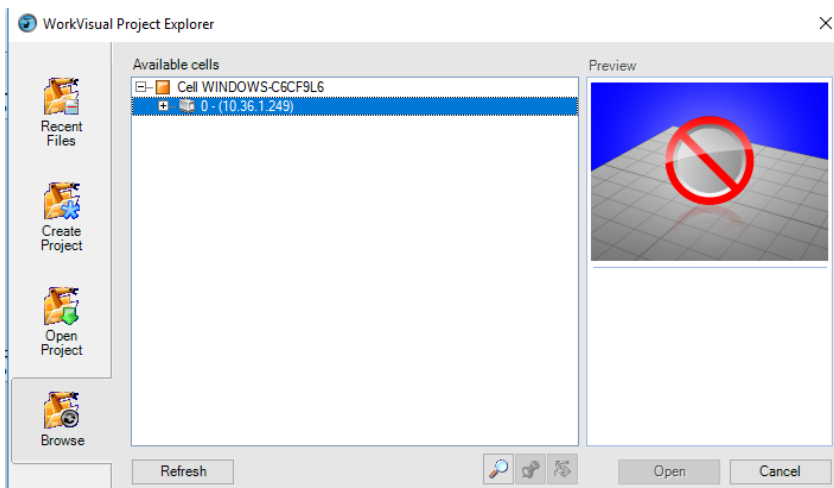 WorkVisual Project Explorer
Available cells
Preview
Cell WINDOWS-C6CF9L6
0 - (10.36.1.249)
Recent
Files
Create
Project
Open
Project
Browse
Refresh
Open
Cancel